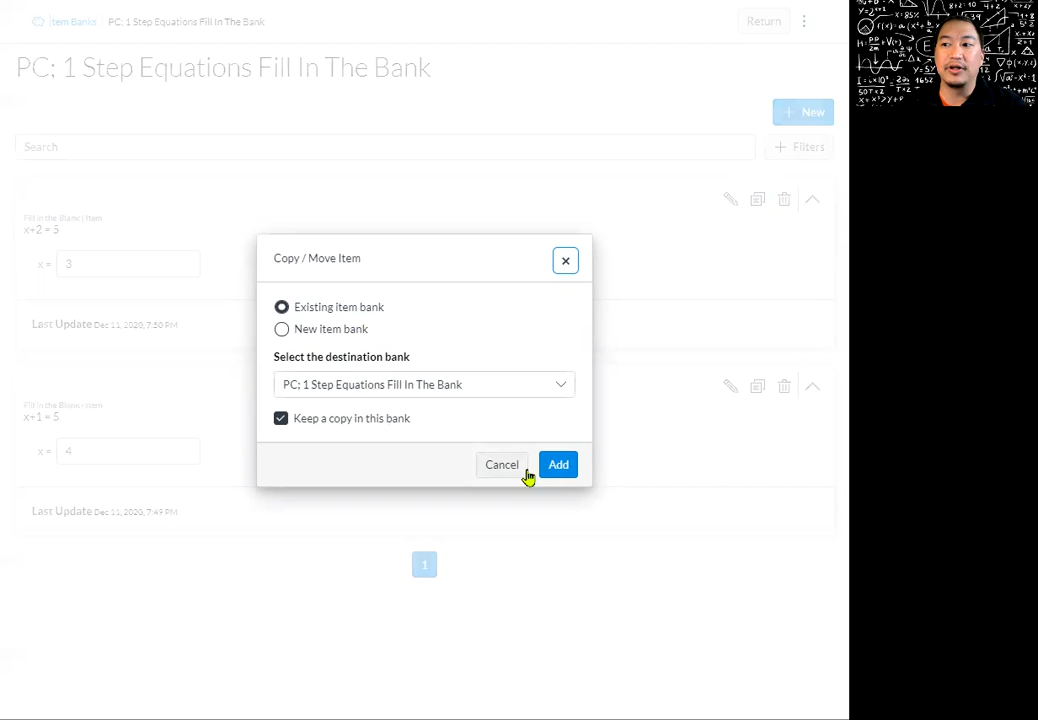 Item Banks PC; 1 Step Equations Fill In The Bank
Return
PC; 1 Step Equations Fill In The Bank
+ New
Search
+ Filters
Fill in the Blank | Item
x+2 = 5
x = 3
Last Update Dec 11, 2020, 7:50 PM
Fill in the Blank | Item
x+1 = 5
x = 4
Last Update Dec 11, 2020, 7:49 PM
1
Copy / Move Item
Existing item bank
New item bank
Select the destination bank
PC; 1 Step Equations Fill In The Bank
Keep a copy in this bank
Cancel
Add